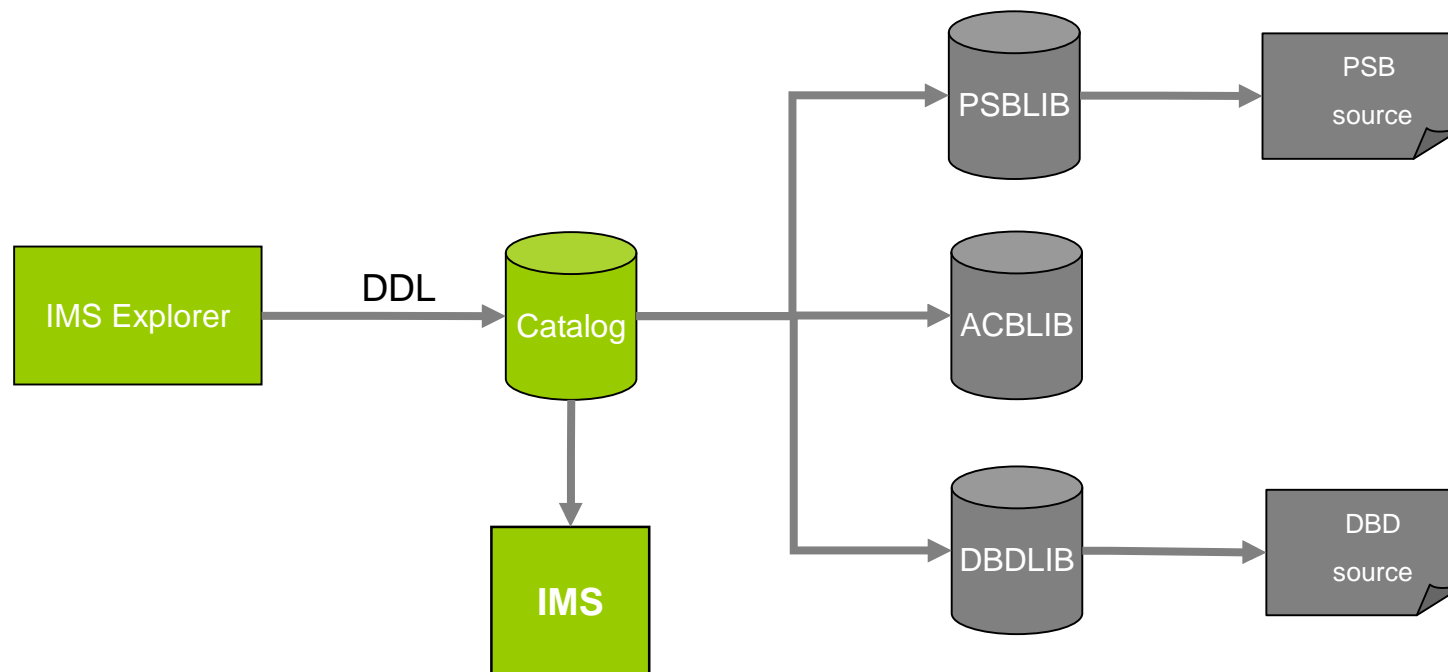 IMS Explorer
DDL
Catalog
IMS
PSBLIB
PSB
source
ACBLIB
DBDLIB
DBD
source